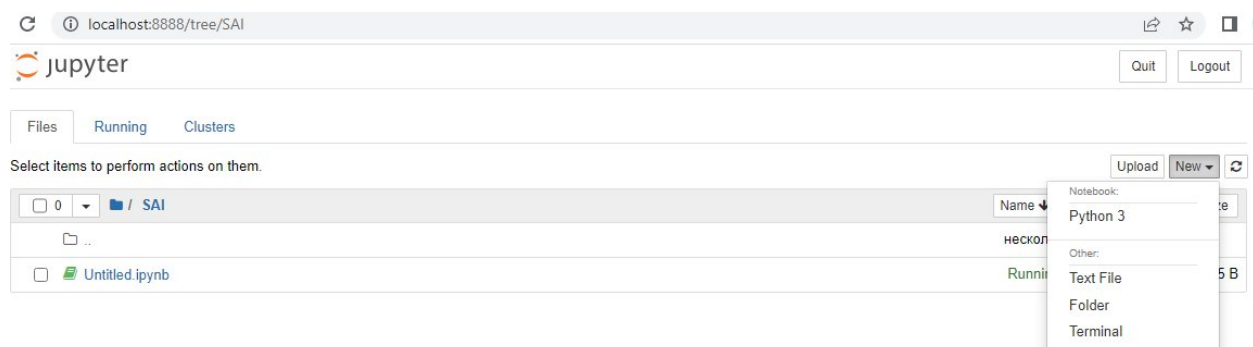 localhost:8888/tree/SAI
jupyter
Quit Logout
Files Running Clusters
Select items to perform actions on them.
Upload New
0 / SAI
Name
Notebook:
Python 3
..
Other:
Untitled.ipynb
5 B
Text File
Folder
Terminal